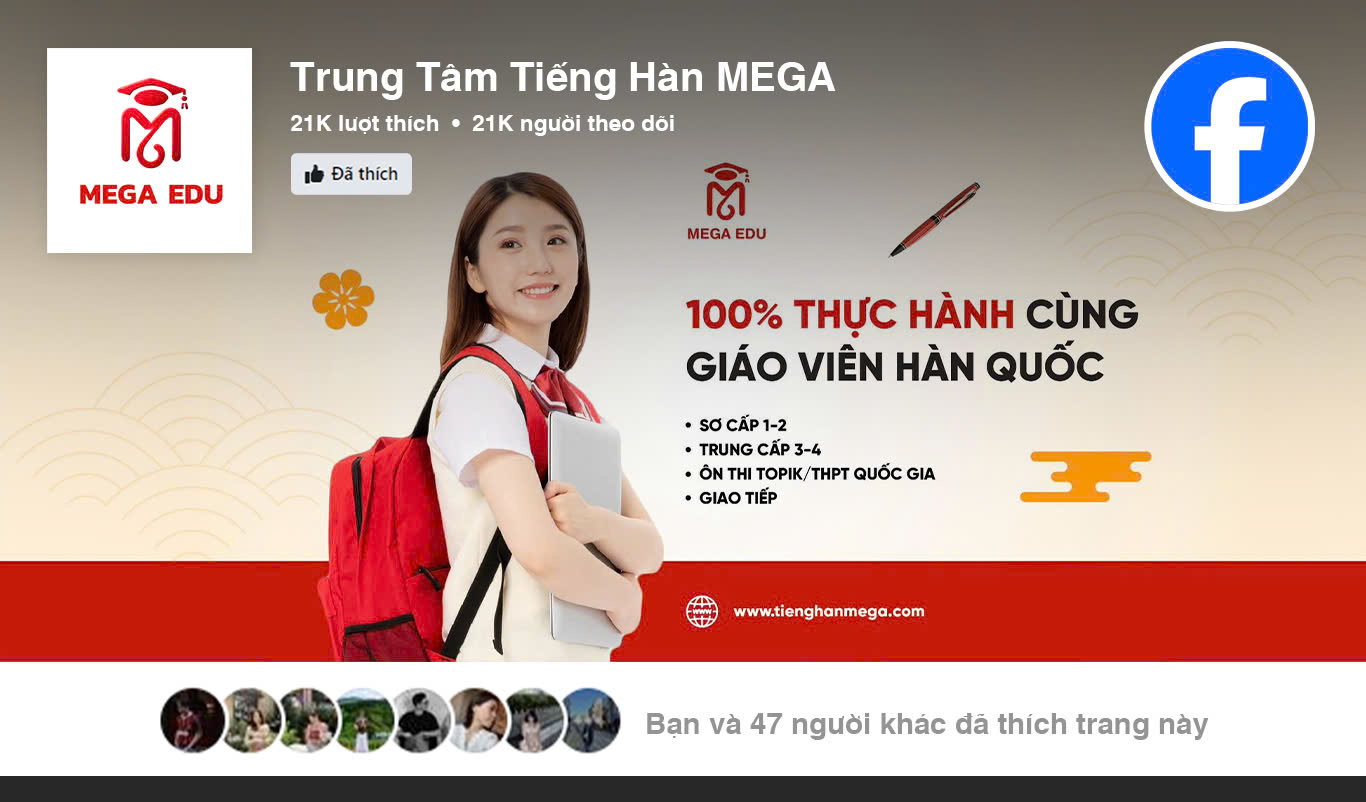 Trung Tâm Tiếng Hàn MEGA
21K lượt thích • 21K người theo dõi
Đã thích
MEGA EDU
MEGA EDU
100% THỰC HÀNH CÙNG
GIÁO VIÊN HÀN QUỐC
• SƠ CẤP 1-2
• TRUNG CẤP 3-4
• ÔN THI TOPIK/THPT QUỐC GIA
• GIAO TIẾP
www
www.tienghanmega.com
Bạn và 47 người khác đã thích trang này